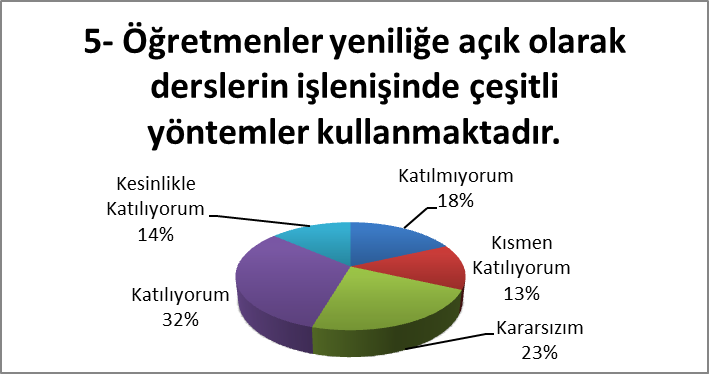 5- Öğretmenler yeniliğe açık olarak
derslerin işlenişinde çeşitli
yöntemler kullanmaktadır.
Katılmıyorum
18%
Kısmen
Katılıyorum
13%
Kararsızım
23%
Katılıyorum
32%
Kesinlikle
Katılıyorum
14%